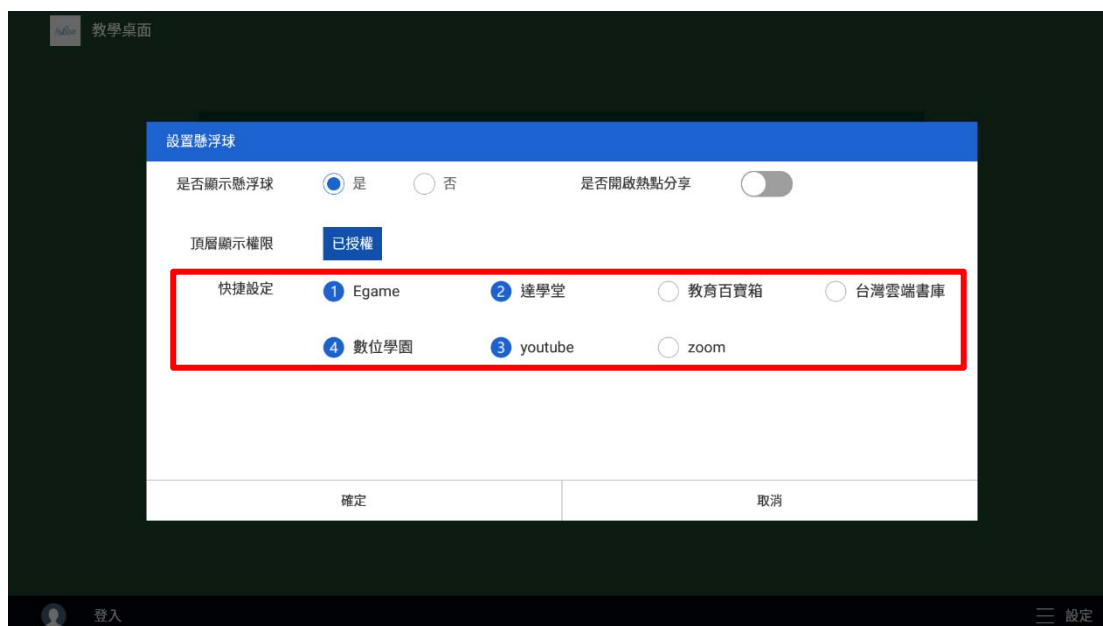 教學桌面
設置懸浮球
是否顯示懸浮球 是 否 是否開啟熱點分享
頂層顯示權限 已授權
快捷設定 1 Egame 2 達學堂 教育百寶箱 台灣雲端書庫
4 數位學園 3 youtube zoom
確定 取消
登入 設定